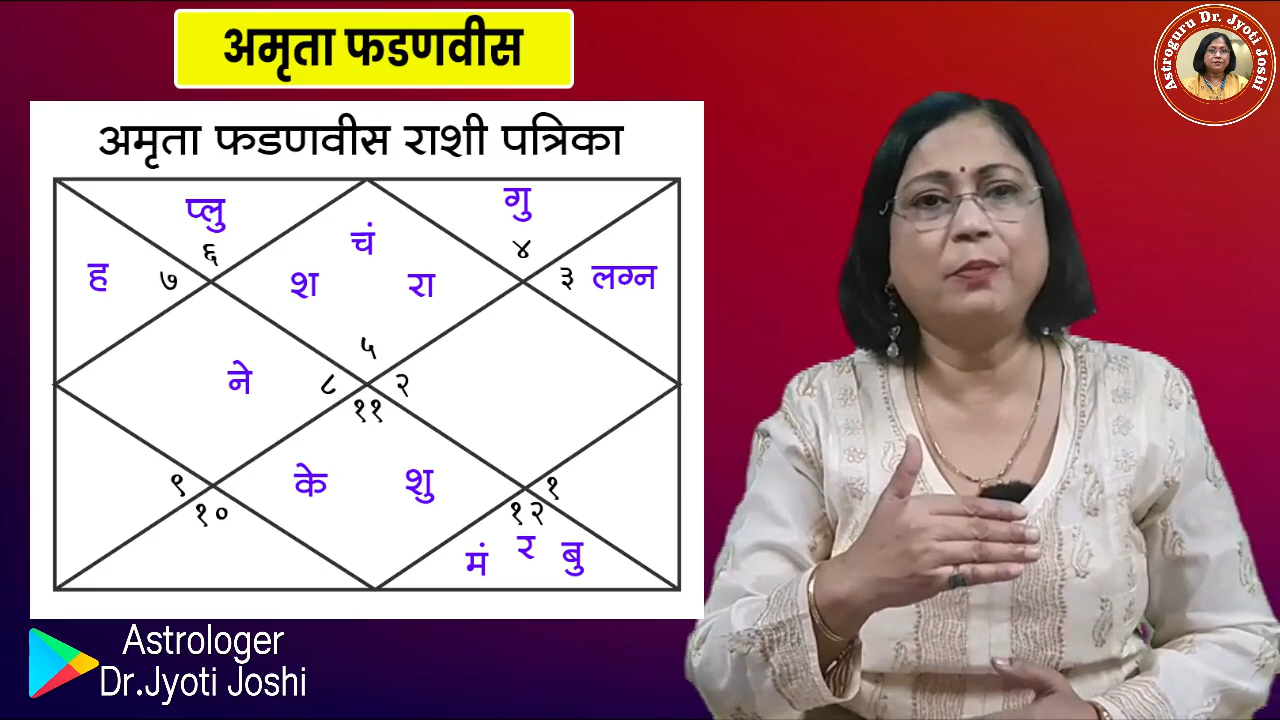 अमृता फडणवीस
Astroguru Dr. Jyoti Joshi
अमृता फडणवीस राशी पत्रिका
प्लु
गु
चं
६
४
ह
७
श
रा
३
लग्न
५
ने
८
२
११
९
के
शु
१
१०
१२
मं
र
बु
Astrologer
Dr.Jyoti Joshi